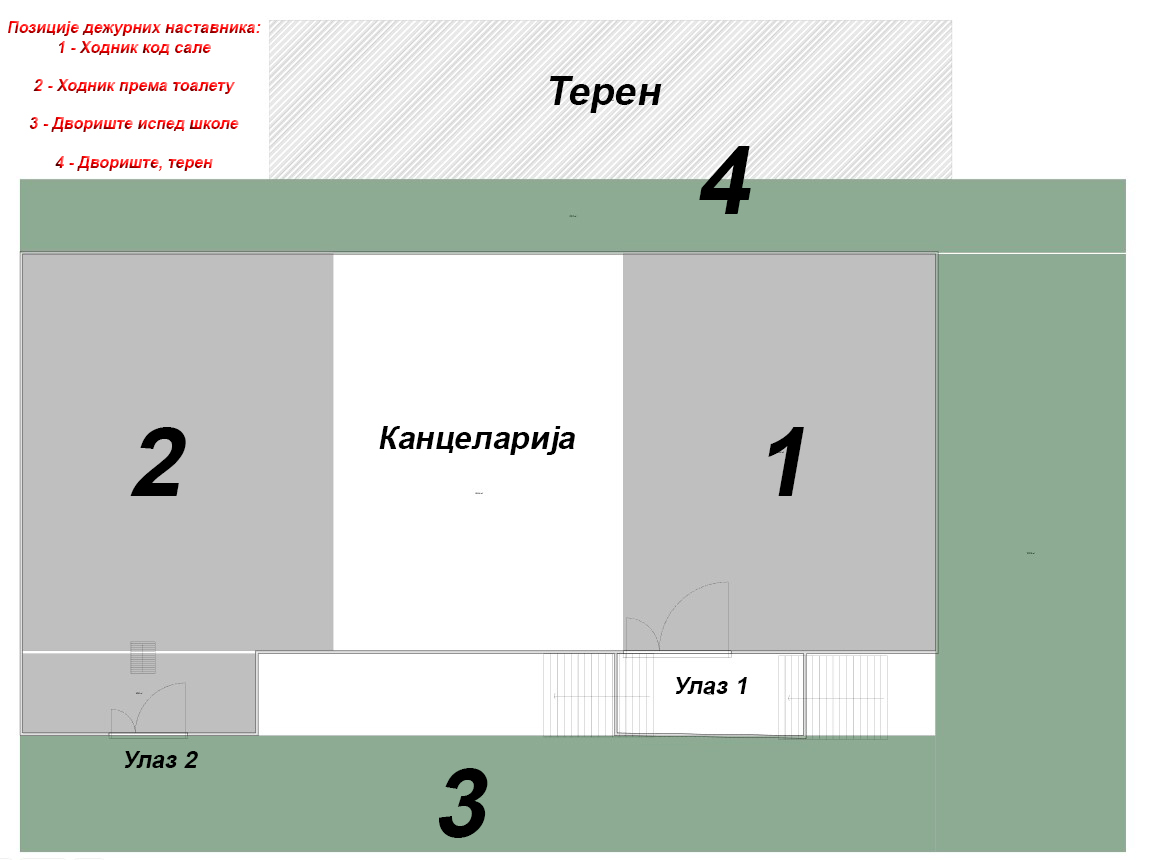 Позиције дежурних наставника:
1 - Ходник код сале
2 - Ходник према тоалету
3 - Двориште испед школе
4 - Двориште, терен
Терен
4
2
Канцеларија
1
Улаз 1
Улаз 2
3